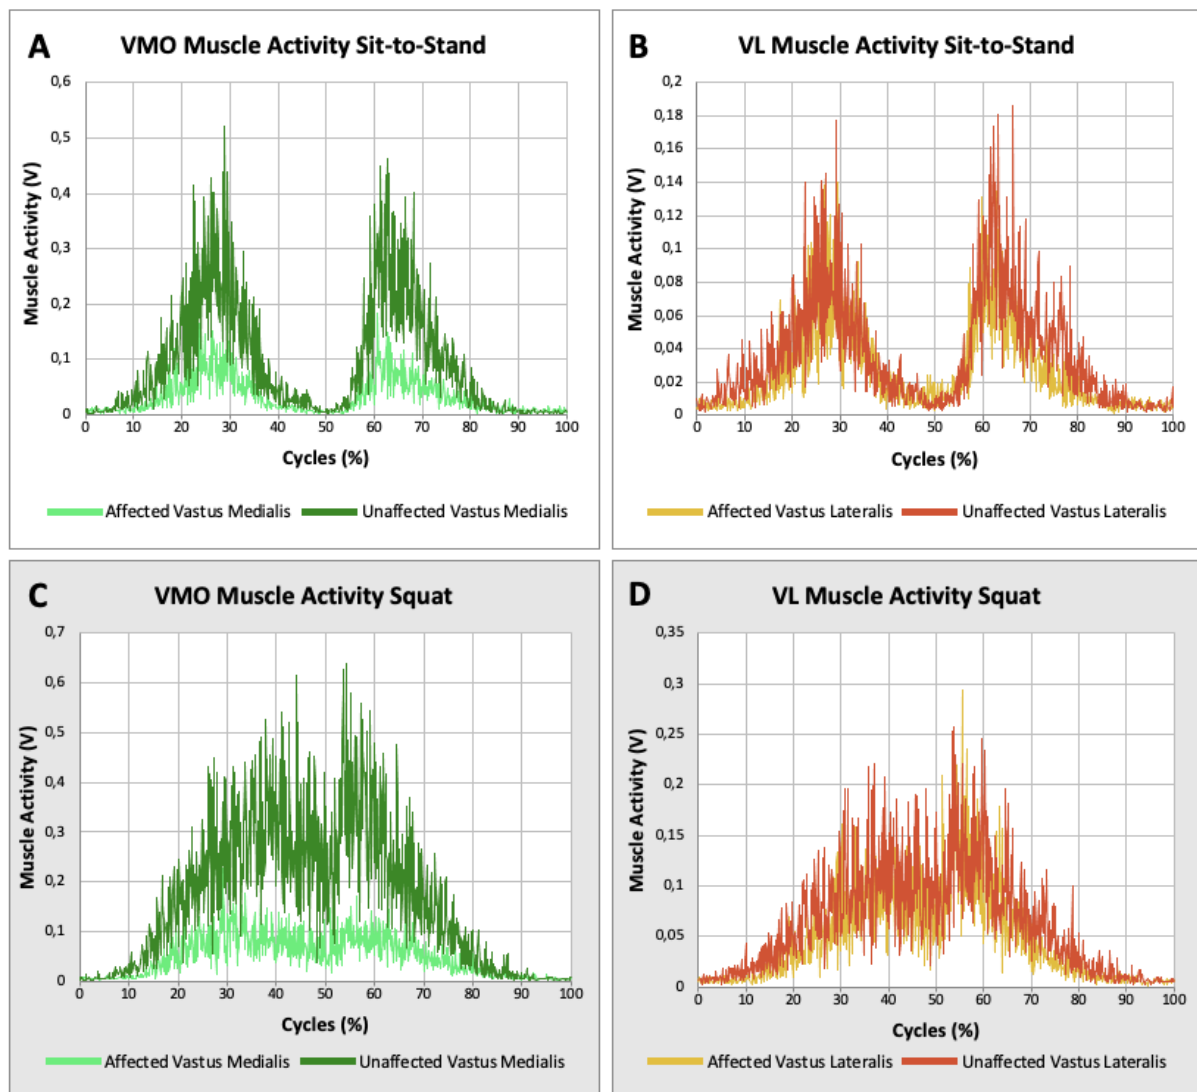 A
VMO Muscle Activity Sit-to-Stand
Muscle Activity (V)
0,6
0,5
0,4
0,3
0,2
0,1
0
0 10 20 30 40 50 60 70 80 90 100
Cycles (%)
Affected Vastus Medialis Unaffected Vastus Medialis
B
VL Muscle Activity Sit-to-Stand
Muscle Activity (V)
0,2
0,18
0,16
0,14
0,12
0,1
0,08
0,06
0,04
0,02
0
0 10 20 30 40 50 60 70 80 90 100
Cycles (%)
Affected Vastus Lateralis Unaffected Vastus Lateralis
C
VMO Muscle Activity Squat
Muscle Activity (V)
0,7
0,6
0,5
0,4
0,3
0,2
0,1
0
0 10 20 30 40 50 60 70 80 90 100
Cycles (%)
Affected Vastus Medialis Unaffected Vastus Medialis
D
VL Muscle Activity Squat
Muscle Activity (V)
0,35
0,3
0,25
0,2
0,15
0,1
0,05
0
0 10 20 30 40 50 60 70 80 90 100
Cycles (%)
Affected Vastus Lateralis Unaffected Vastus Lateralis